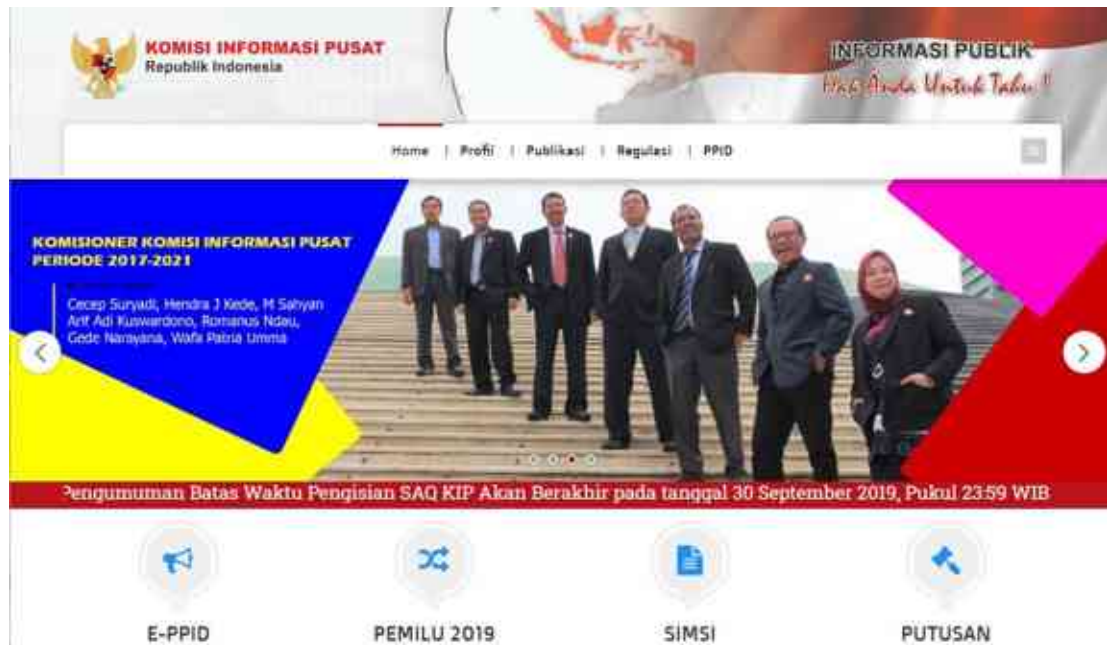 KOMISI INFORMASI PUSAT
Republik Indonesia
INFORMASI PUBLIK
Hak Anda Untuk Tahu !
Home | Profil | Publikasi | Regulasi | PPID
KOMISIONER KOMISI INFORMASI PUSAT
PERIODE 2017-2021
Cecep Suryadi, Hendra J Kede, M Sahyan
Arif Adi Kuswardono, Romanus Ndau,
Gede Narayana, Wafa Patria Umma
Pengumuman Batas Waktu Pengisian SAQ KIP Akan Berakhir pada tanggal 30 September 2019, Pukul 23:59 WIB
E-PPID
PEMILU 2019
SIMSI
PUTUSAN